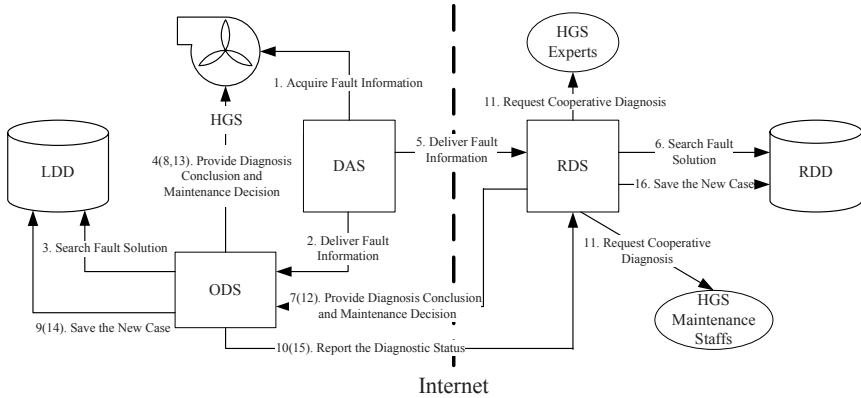 HGS
Experts
1. Acquire Fault Information
11. Request Cooperative Diagnosis
HGS
5. Deliver Fault
Information
6. Search Fault
Solution
4(8,13). Provide Diagnosis
Conclusion and
Maintenance Decision
LDD
DAS
RDS
RDD
16. Save the New Case
2. Deliver Fault
Information
3. Search Fault Solution
11. Request Cooperative
Diagnosis
ODS
7(12). Provide Diagnosis Conclusion
and Maintenance Decision
HGS
Maintenance
Staffs
9(14). Save the New Case
10(15). Report the Diagnostic Status
Internet